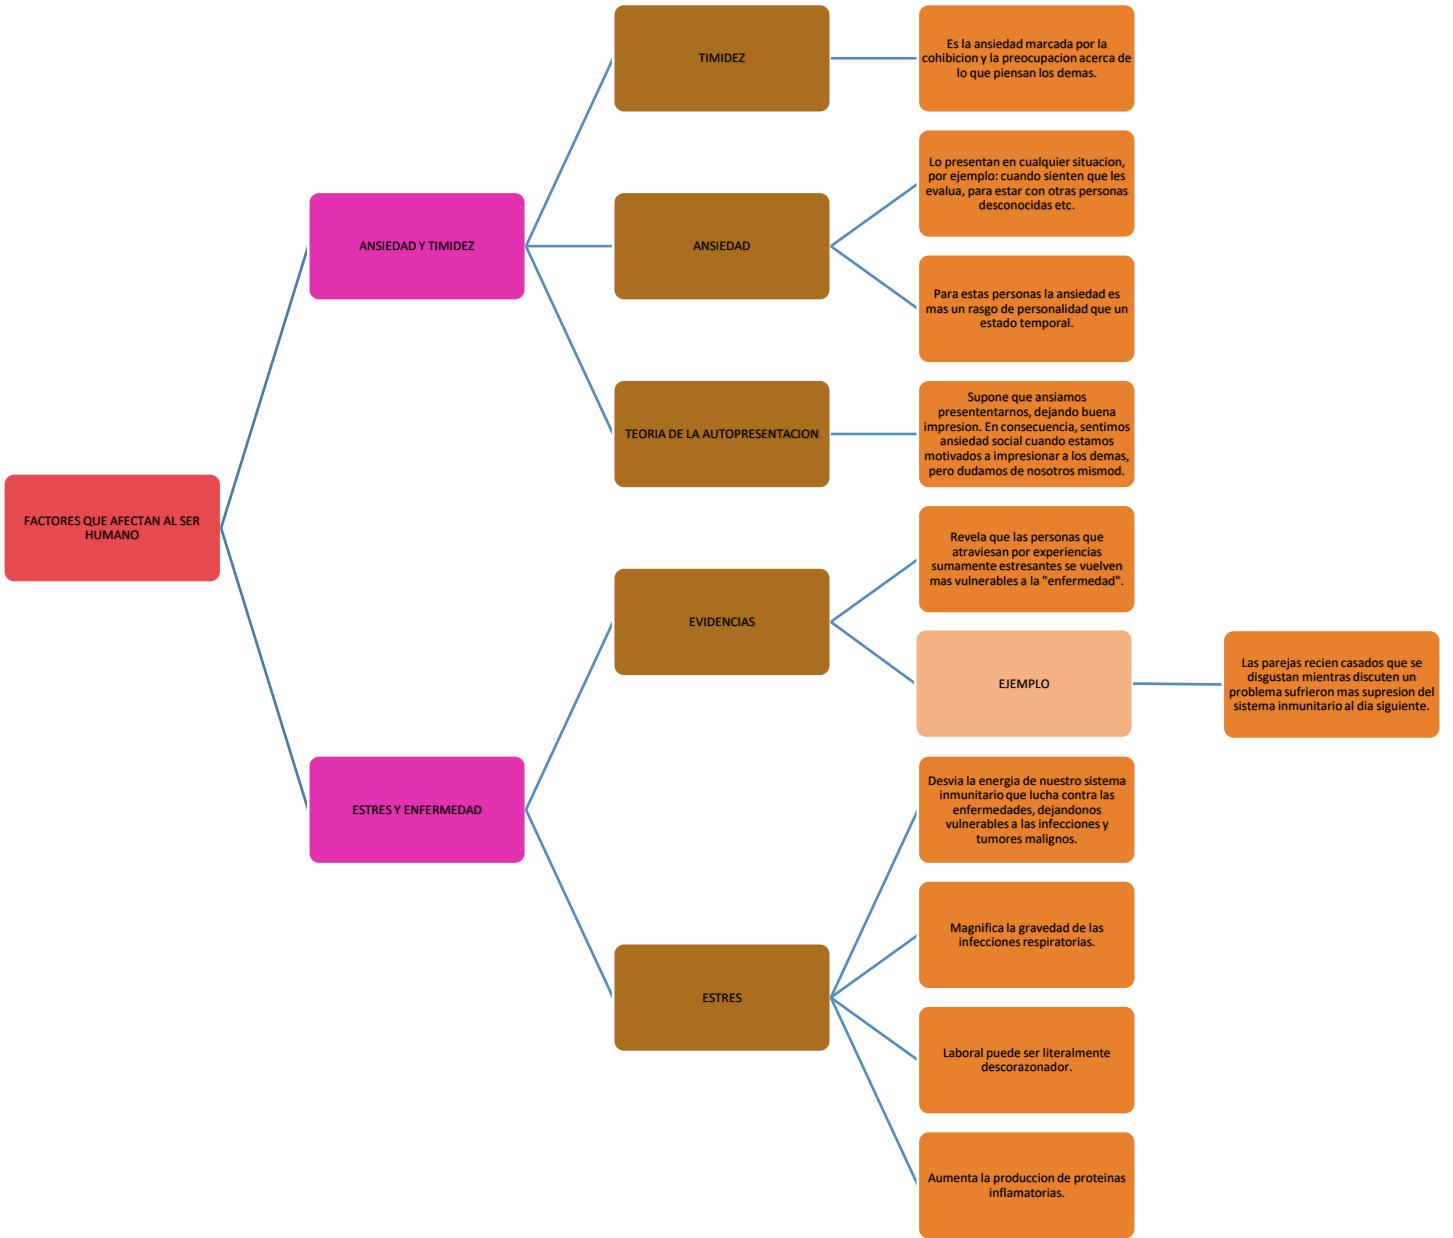 FACTORES QUE AFECTAN AL SER
HUMANO
ANSIEDAD Y TIMIDEZ
TIMIDEZ
Es la ansiedad marcada por la
cohibicion y la preocupacion acerca de
lo que piensan los demas.
ANSIEDAD
Lo presentan en cualquier situacion,
por ejemplo: cuando sienten que les
evalua, para estar con otras personas
desconocidas etc.
Para estas personas la ansiedad es
mas un rasgo de personalidad que un
estado temporal.
TEORIA DE LA AUTOPRESENTACION
Supone que ansiamos
presententarnos, dejando buena
impresion. En consecuencia, sentimos
ansiedad social cuando estamos
motivados a impresionar a los demas,
pero dudamos de nosotros mismod.
ESTRES Y ENFERMEDAD
EVIDENCIAS
Revela que las personas que
atraviesan por experiencias
sumamente estresantes se vuelven
mas vulnerables a la "enfermedad".
EJEMPLO
Las parejas recien casados que se
disgustan mientras discuten un
problema sufrieron mas supresion del
sistema inmunitario al dia siguiente.
ESTRES
Desvia la energia de nuestro sistema
inmunitario que lucha contra las
enfermedades, dejandonos
vulnerables a las infecciones y
tumores malignos.
Magnifica la gravedad de las
infecciones respiratorias.
Laboral puede ser literalmente
descorazonador.
Aumenta la produccion de proteinas
inflamatorias.